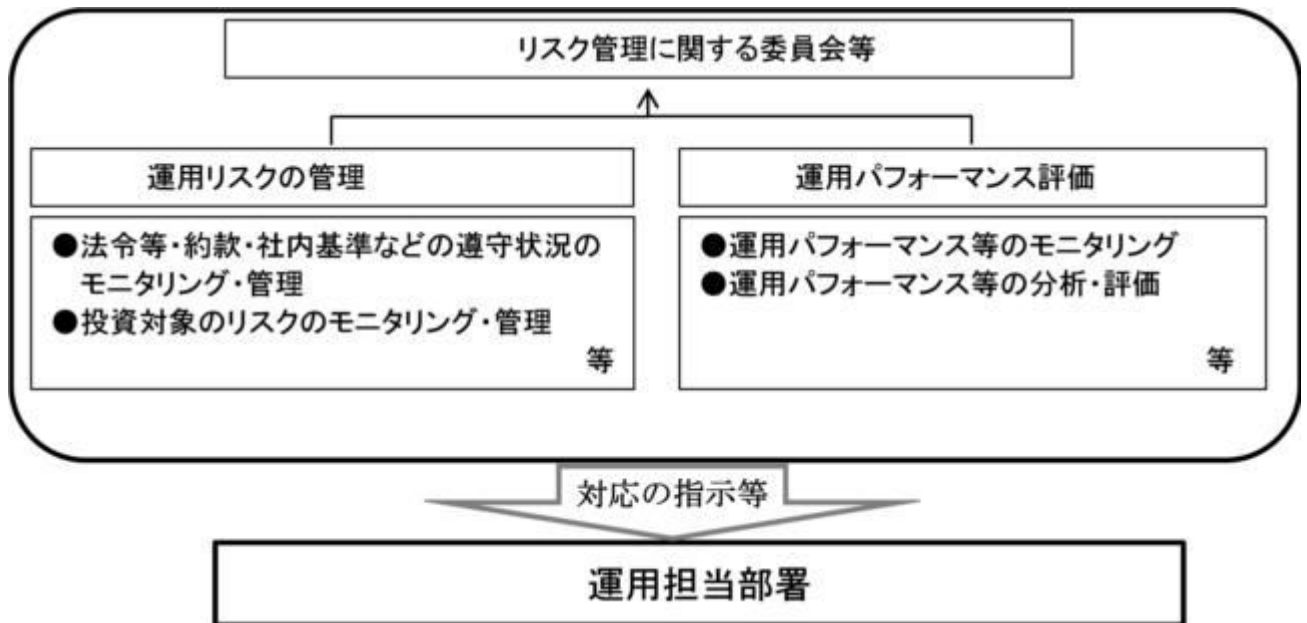 リスク管理に関する委員会等
運用リスクの管理
●法令等・約款・社内基準などの遵守状況の
モニタリング・管理
●投資対象のリスクのモニタリング・管理
等
運用パフォーマンス評価
●運用パフォーマンス等のモニタリング
●運用パフォーマンス等の分析・評価
等
対応の指示等
運用担当部署